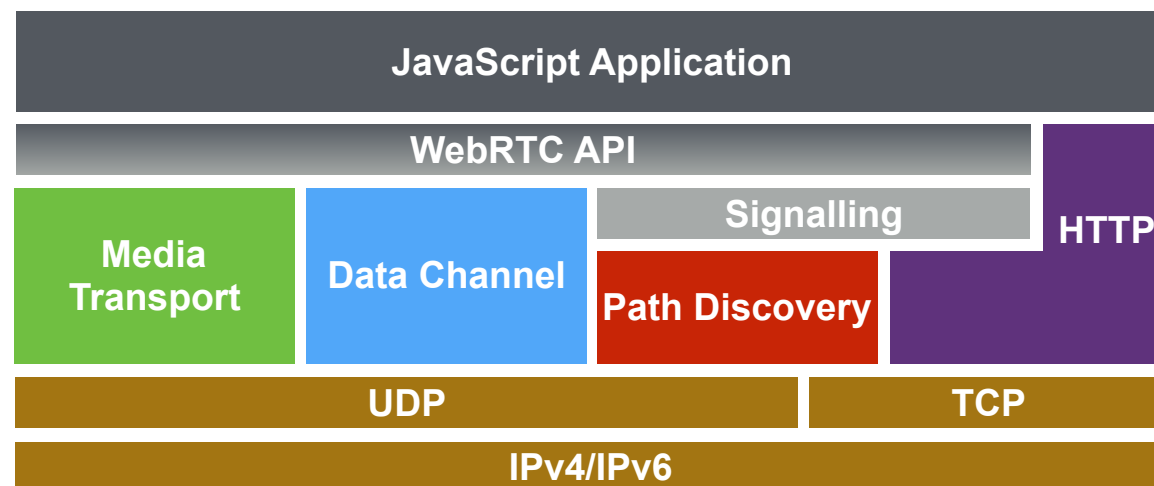 JavaScript Application
WebRTC API
Signalling
HTTP
Media
Transport
Data Channel
Path Discovery
UDP
TCP
IPv4/IPv6